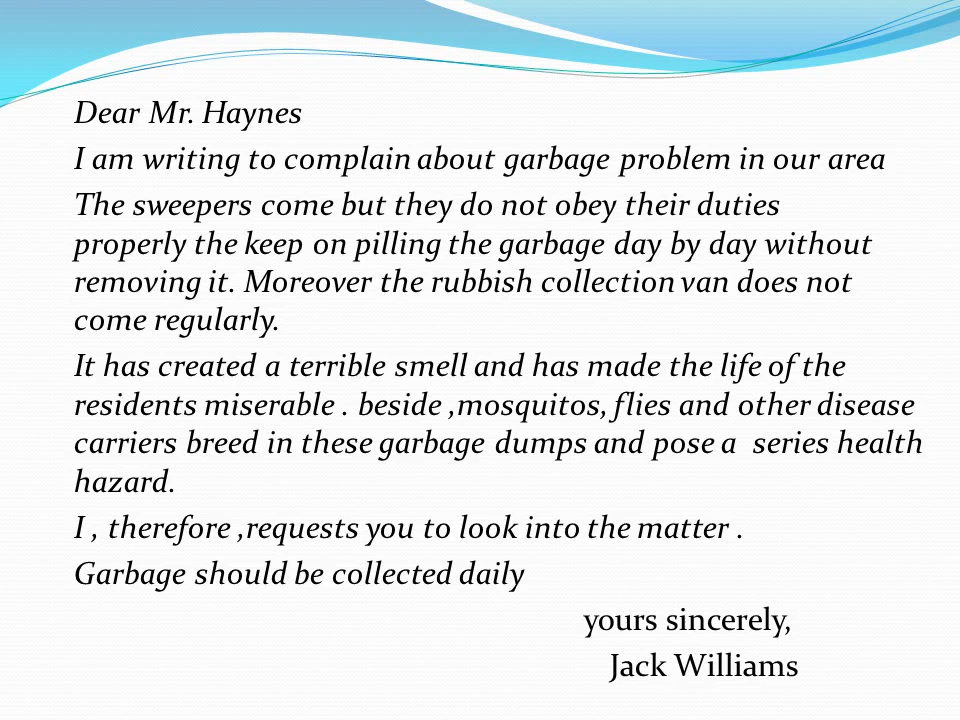 Dear Mr. Haynes
I am writing to complain about garbage problem in our area
The sweepers come but they do not obey their duties
properly the keep on pilling the garbage day by day without
removing it. Moreover the rubbish collection van does not
come regularly.
It has created a terrible smell and has made the life of the
residents miserable . beside ,mosquitos, flies and other disease
carriers breed in these garbage dumps and pose a  series health
hazard.
I , therefore ,requests you to look into the matter .
Garbage should be collected daily
yours sincerely,
Jack Williams